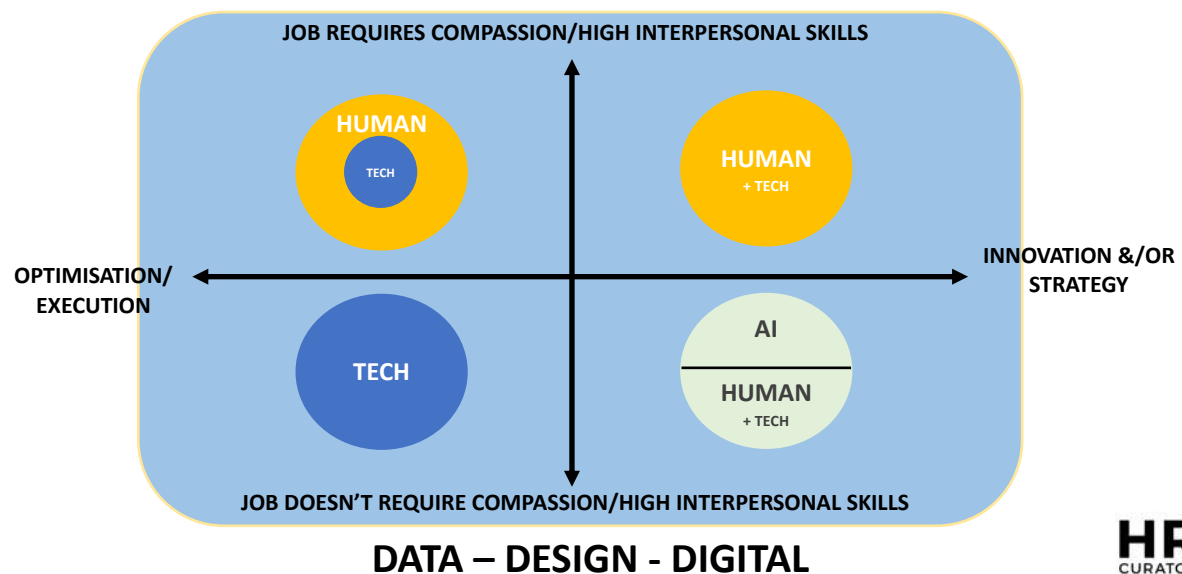 JOB REQUIRES COMPASSION/HIGH INTERPERSONAL SKILLS
HUMAN
TECH
HUMAN
+ TECH
OPTIMISATION/
EXECUTION
INNOVATION &/OR
STRATEGY
TECH
AI
HUMAN
+ TECH
JOB DOESN'T REQUIRE COMPASSION/HIGH INTERPERSONAL SKILLS
DATA – DESIGN - DIGITAL
HR